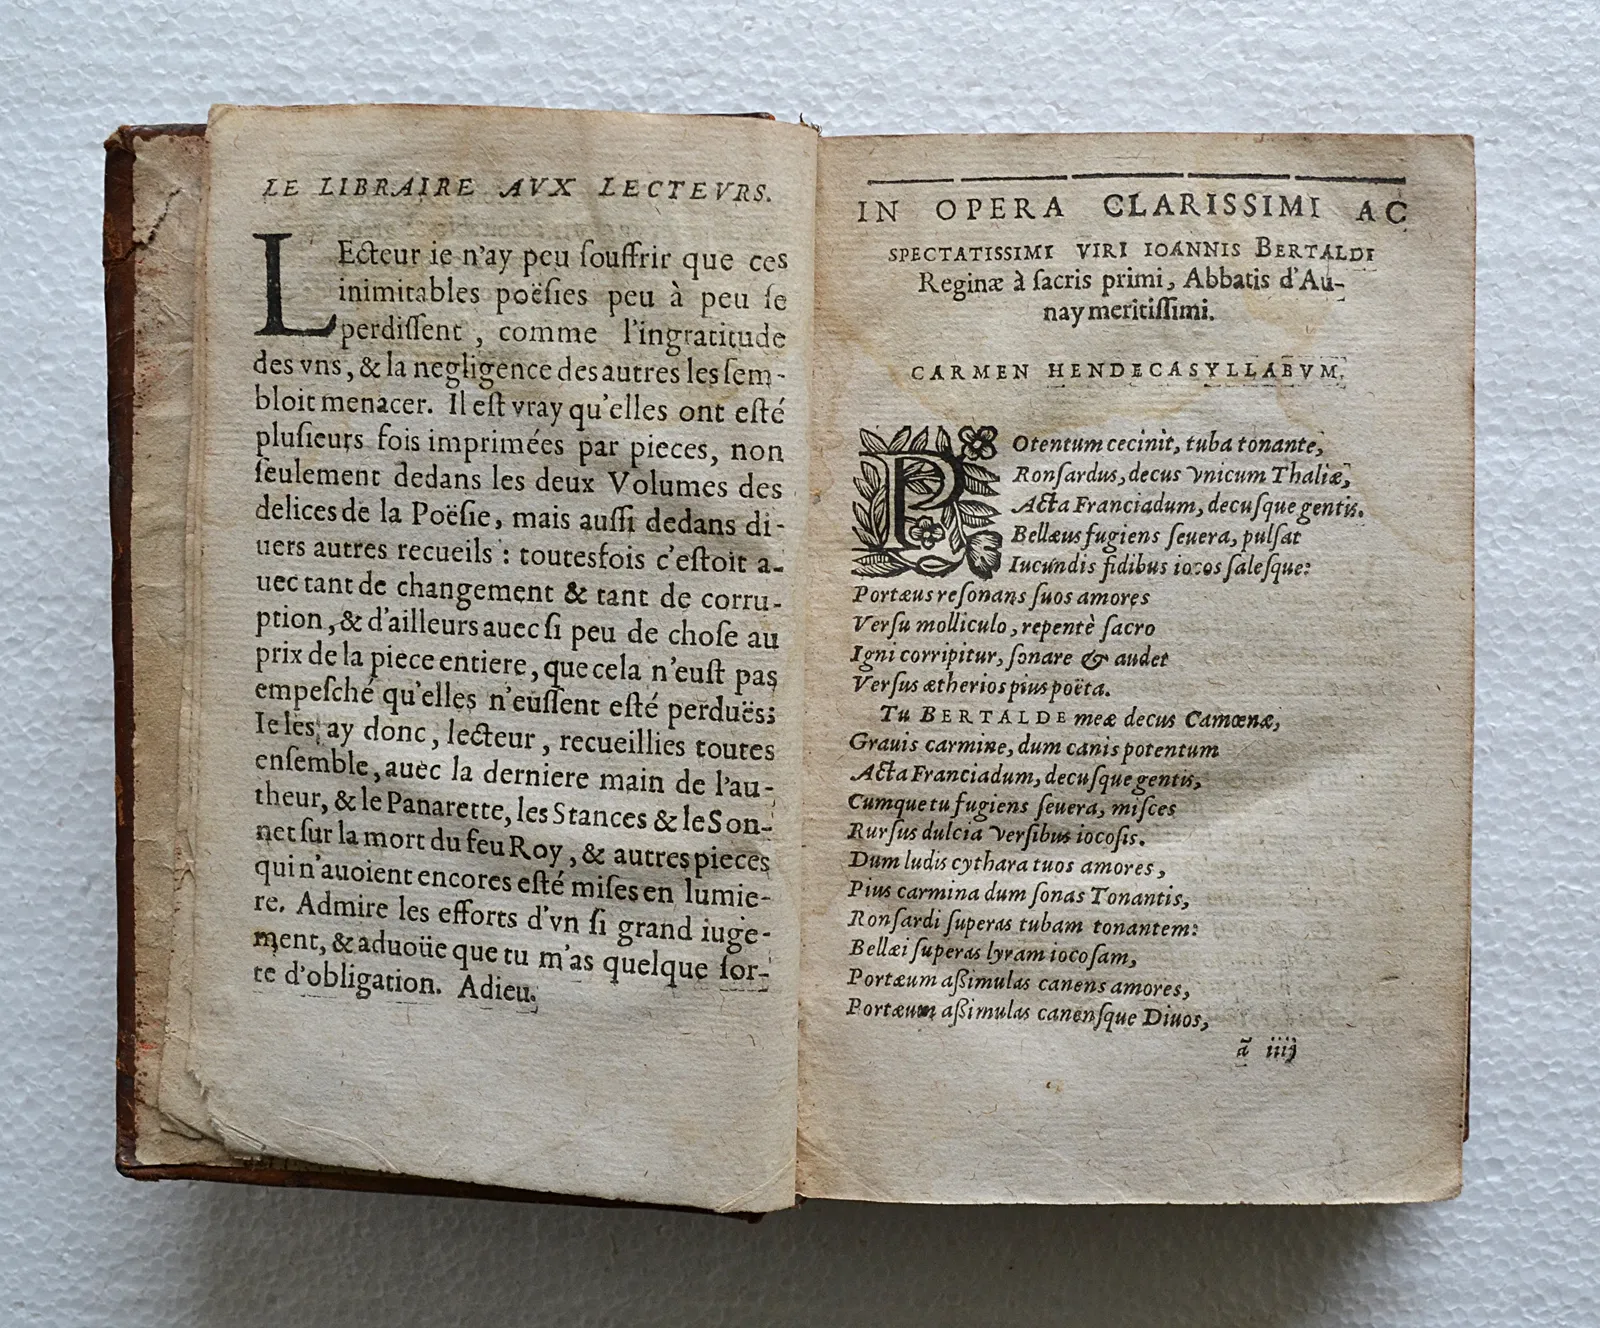 LE LIBRAIRE AVX LECTEVRS.
LEcteur ie n'ay peu ſouffrir que ces
inimitables poëſies peu à peu ſe
perdiſſent, comme l'ingratitude
des vns, & la negligence des autres les ſem-
bloit menacer. Il eſt vray qu'elles ont eſté
pluſieurs fois imprimées par pieces, non
ſeulement dedans les deux Volumes des
delices de la Poëſie, mais auſſi dedans di-
uers autres recueils : toutesfois c'eſtoit a-
uec tant de changement & tant de corru-
ption, & d'ailleurs auec ſi peu de choſe au
prix de la piece entiere, que cela n'euſt pas
empeſché qu'elles n'euſſent eſté perduës:
Ie les ay donc, lecteur, recueillies toutes
enſemble, auec la derniere main de l'au-
theur, & le Panarette, les Stances & le Son-
net ſur la mort du feu Roy, & autres pieces
qui n'auoient encores eſté miſes en lumie-
re. Admire les efforts d'vn ſi grand iuge-
ment, & aduoüe que tu m'as quelque ſor-
te d'obligation. Adieu.
IN OPERA CLARISSIMI AC
SPECTATISSIMI VIRI IOANNIS BERTALDI
Reginæ à ſacris primi, Abbatis d'Au-
nay meritiſſimi.
CARMEN HENDECASYLLABVM.
POtentum cecinit, tuba tonante,
Ronſardus, decus vnicum Thaliæ,
Acta Franciadum, decuſque gentis.
Bellæus fugiens ſeuera, pulſat
Iucundis fidibus iocos ſaleſque:
Portæus reſonans ſuos amores
Verſu molliculo, repentè ſacro
Igni corripitur, ſonare & audet
Verſus ætherios pius poëta.
Tu BERTALDE meæ decus Camœnæ,
Grauis carmine, dum canis potentum
Acta Franciadum, decuſque gentis,
Cumque tu fugiens ſeuera, miſces
Rurſus dulcia verſibus iocoſis.
Dum ludis cythara tuos amores,
Pius carmina dum ſonas Tonantis,
Ronſardi ſuperas tubam tonantem:
Bellæi ſuperas lyram iocoſam,
Portæum aßimulas canens amores,
Portæum aßimulas canenſque Diuos,
ã iiij